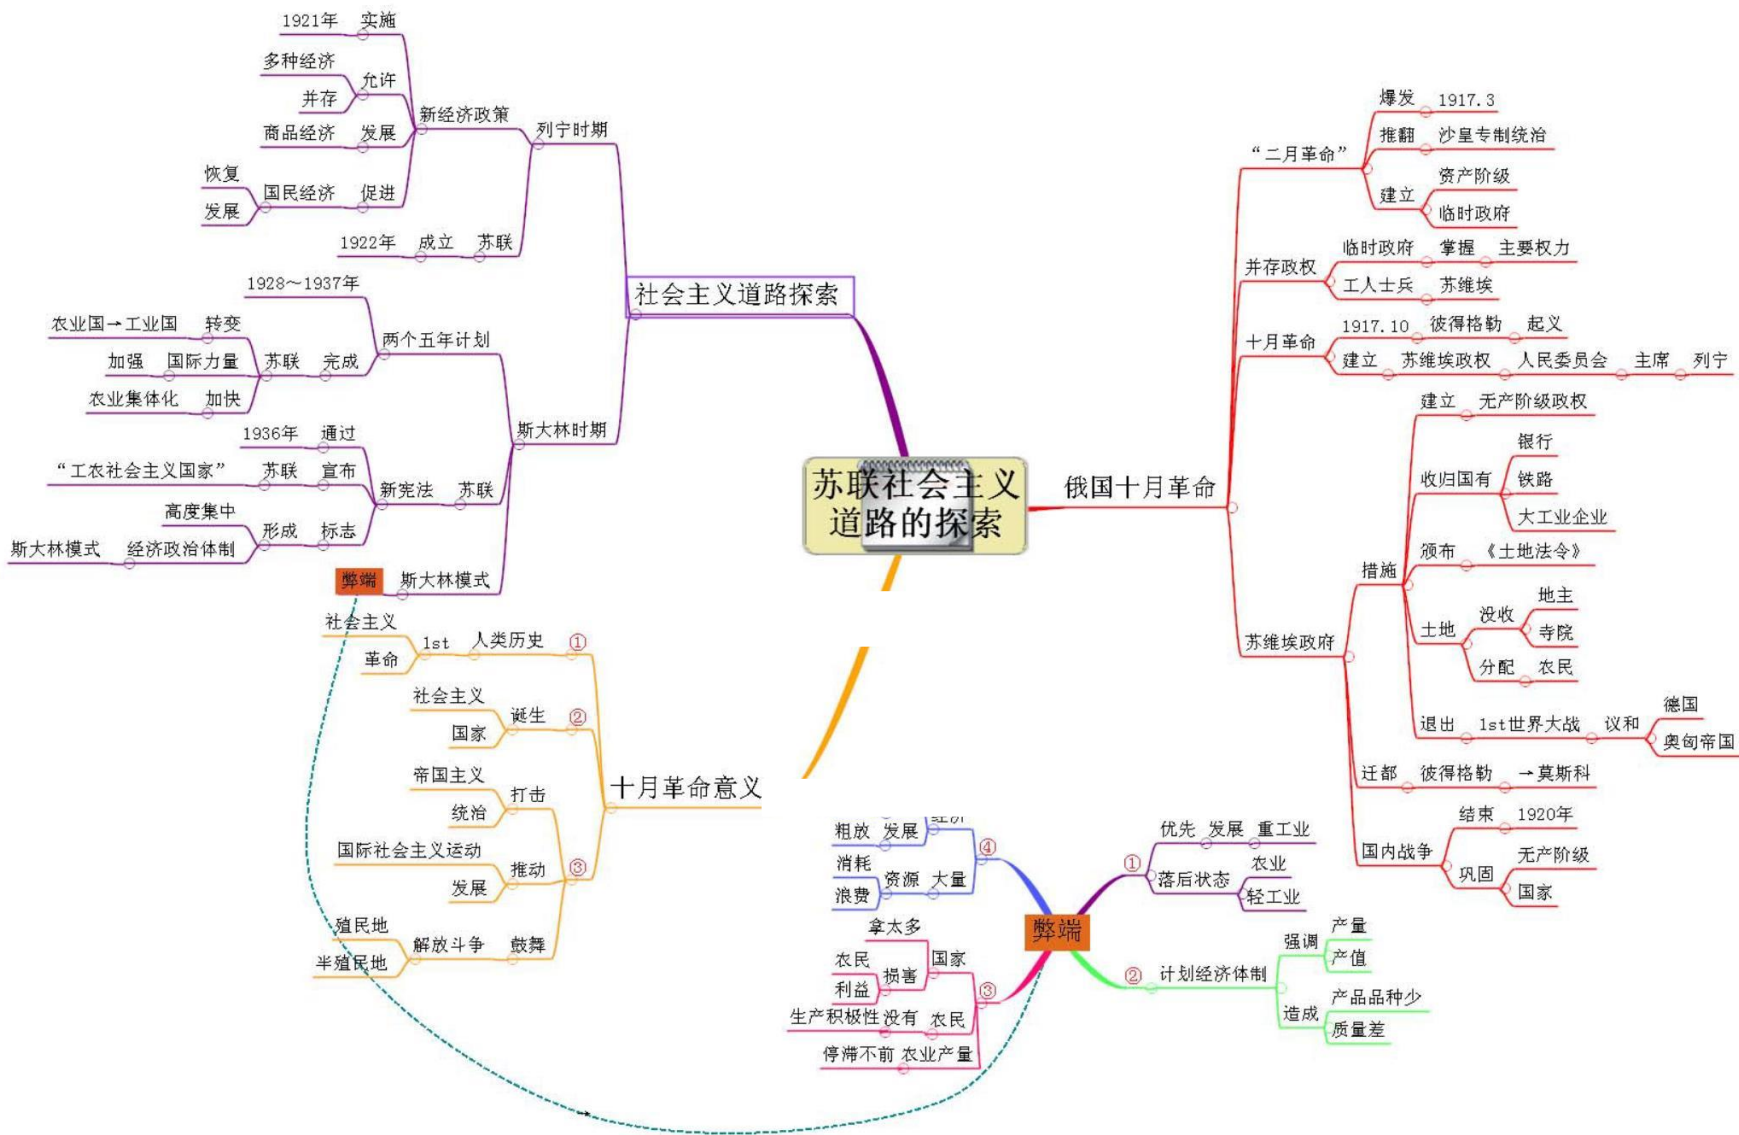 苏联社会主义
道路的探索
俄国十月革命
“二月革命”
爆发 1917.3
推翻 沙皇专制统治
建立
资产阶级
临时政府
并存政权
临时政府 掌握 主要权力
工人士兵 苏维埃
十月革命
1917.10 彼得格勒 起义
建立 苏维埃政权 人民委员会 主席 列宁
苏维埃政府
措施
建立 无产阶级政权
收归国有
银行
铁路
大工业企业
颁布 《土地法令》
土地
没收
地主
寺院
分配 农民
退出 1st世界大战 议和
德国
奥匈帝国
迁都 彼得格勒 →莫斯科
国内战争
结束 1920年
巩固
无产阶级
国家
社会主义道路探索
列宁时期
新经济政策
1921年 实施
多种经济
并存
允许
商品经济 发展
恢复
发展
国民经济 促进
1922年 成立 苏联
斯大林时期
两个五年计划
1928～1937年
农业国→工业国 转变
加强 国际力量
农业集体化 加快
苏联 完成
1936年 通过
“工农社会主义国家” 苏联 宣布
新宪法 苏联
高度集中
斯大林模式 经济政治体制
形成 标志
弊端 斯大林模式
十月革命意义
社会主义
革命
1st 人类历史 ①
社会主义
国家
诞生 ②
帝国主义
统治
打击
国际社会主义运动
发展
推动
③
殖民地
半殖民地
解放斗争 鼓舞
弊端
①
优先 发展 重工业
落后状态
农业
轻工业
② 计划经济体制
强调
产量
产值
造成
产品品种少
质量差
③
拿太多
国家
农民
利益
损害
生产积极性 没有 农民
停滞不前 农业产量
④
粗放 发展 经济
消耗
浪费
资源 大量